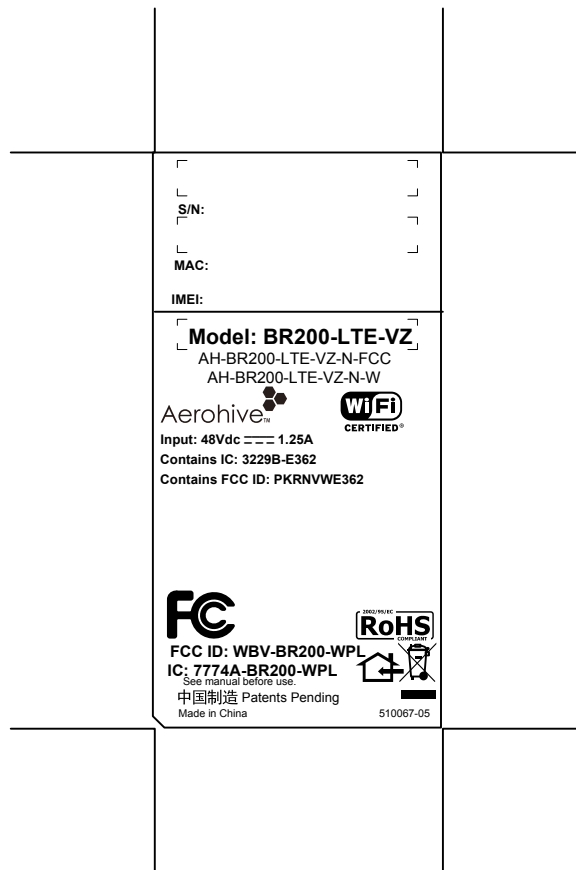 S/N:
MAC:
IMEI:
Model: BR200-LTE-VZ
AH-BR200-LTE-VZ-N-FCC
AH-BR200-LTE-VZ-N-W
Aerohive™
Wi Fi
CERTIFIED®
Input: 48Vdc ⎓ 1.25A
Contains IC: 3229B-E362
Contains FCC ID: PKRNVWE362
FC
2002/95/EC
RoHS
COMPLIANT
FCC ID: WBV-BR200-WPL
IC: 7774A-BR200-WPL
See manual before use.
中国制造 Patents Pending
Made in China
510067-05